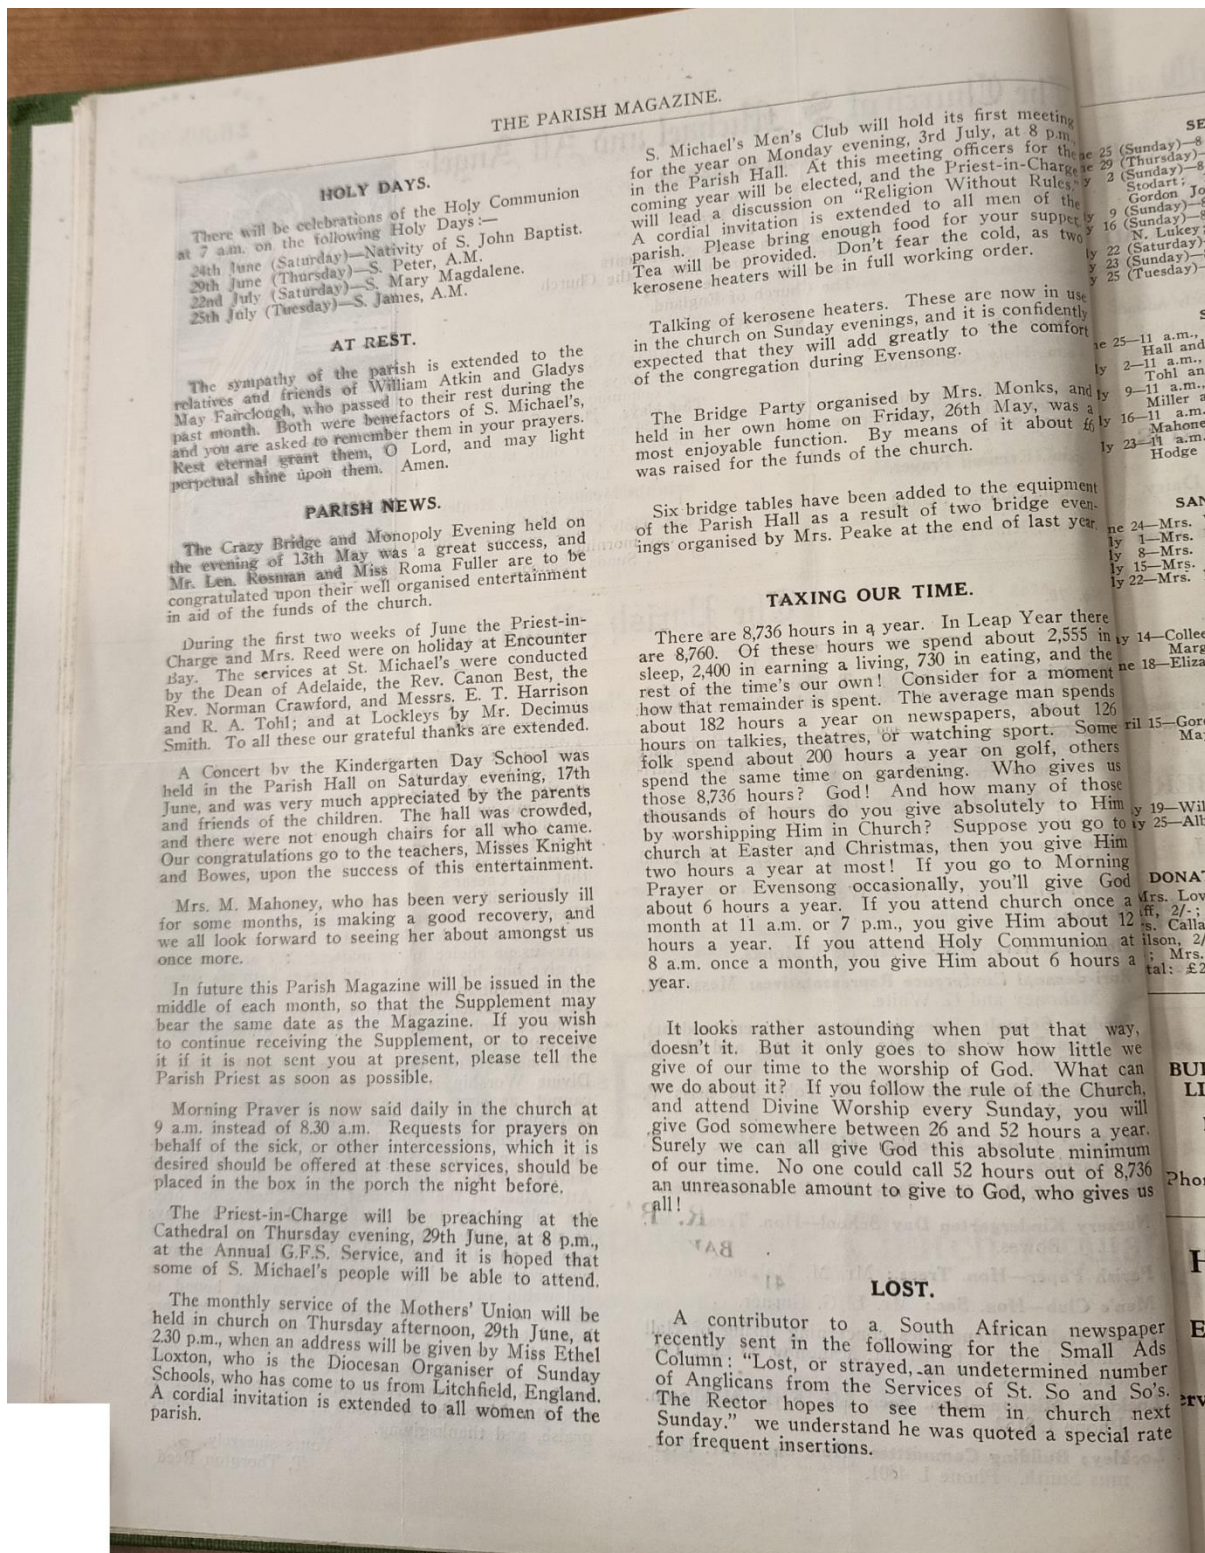 THE PARISH MAGAZINE.
HOLY DAYS.
There will be celebrations of the Holy Communion
at 7 a.m. on the following Holy Days:—
24th June (Saturday)—Nativity of S. John Baptist.
29th June (Thursday)—S. Peter, A.M.
22nd July (Saturday)—S. Mary Magdalene.
25th July (Tuesday)—S. James, A.M.
AT REST.
The sympathy of the parish is extended to the
relatives and friends of William Atkin and Gladys
May Fairclough, who passed to their rest during the
past month. Both were benefactors of S. Michael's,
and you are asked to remember them in your prayers.
Rest eternal grant them, O Lord, and may light
perpetual shine upon them. Amen.
PARISH NEWS.
The Crazy Bridge and Monopoly Evening held on
the evening of 13th May was a great success, and
Mr. Len. Rosman and Miss Roma Fuller are to be
congratulated upon their well organised entertainment
in aid of the funds of the church.
During the first two weeks of June the Priest-in-
Charge and Mrs. Reed were on holiday at Encounter
Bay. The services at St. Michael's were conducted
by the Dean of Adelaide, the Rev. Canon Best, the
Rev. Norman Crawford, and Messrs. E. T. Harrison
and R. A. Tohl; and at Lockleys by Mr. Decimus
Smith. To all these our grateful thanks are extended.
A Concert by the Kindergarten Day School was
held in the Parish Hall on Saturday evening, 17th
June, and was very much appreciated by the parents
and friends of the children. The hall was crowded,
and there were not enough chairs for all who came.
Our congratulations go to the teachers, Misses Knight
and Bowes, upon the success of this entertainment.
Mrs. M. Mahoney, who has been very seriously ill
for some months, is making a good recovery, and
we all look forward to seeing her about amongst us
once more.
In future this Parish Magazine will be issued in the
middle of each month, so that the Supplement may
bear the same date as the Magazine. If you wish
to continue receiving the Supplement, or to receive
it if it is not sent you at present, please tell the
Parish Priest as soon as possible.
Morning Prayer is now said daily in the church at
9 a.m. instead of 8.30 a.m. Requests for prayers on
behalf of the sick, or other intercessions, which it is
desired should be offered at these services, should be
placed in the box in the porch the night before.
The Priest-in-Charge will be preaching at the
Cathedral on Thursday evening, 29th June, at 8 p.m.,
at the Annual G.F.S. Service, and it is hoped that
some of S. Michael's people will be able to attend.
The monthly service of the Mothers' Union will be
held in church on Thursday afternoon, 29th June, at
2.30 p.m., when an address will be given by Miss Ethel
Loxton, who is the Diocesan Organiser of Sunday
Schools, who has come to us from Litchfield, England.
A cordial invitation is extended to all women of the
parish.
S. Michael's Men's Club will hold its first meeting
for the year on Monday evening, 3rd July, at 8 p.m.,
in the Parish Hall. At this meeting officers for the
coming year will be elected, and the Priest-in-Charge
will lead a discussion on "Religion Without Rules."
A cordial invitation is extended to all men of the
parish. Please bring enough food for your supper.
Tea will be provided. Don't fear the cold, as two
kerosene heaters will be in full working order.
Talking of kerosene heaters. These are now in use
in the church on Sunday evenings, and it is confidently
expected that they will add greatly to the comfort
of the congregation during Evensong.
The Bridge Party organised by Mrs. Monks, and
held in her own home on Friday, 26th May, was a
most enjoyable function. By means of it about £6
was raised for the funds of the church.
Six bridge tables have been added to the equipment
of the Parish Hall as a result of two bridge even-
ings organised by Mrs. Peake at the end of last year.
TAXING OUR TIME.
There are 8,736 hours in a year. In Leap Year there
are 8,760. Of these hours we spend about 2,555 in
sleep, 2,400 in earning a living, 730 in eating, and the
rest of the time's our own! Consider for a moment
how that remainder is spent. The average man spends
about 182 hours a year on newspapers, about 126
hours on talkies, theatres, or watching sport. Some
folk spend about 200 hours a year on golf, others
spend the same time on gardening. Who gives us
those 8,736 hours? God! And how many of those
thousands of hours do you give absolutely to Him
by worshipping Him in Church? Suppose you go to
church at Easter and Christmas, then you give Him
two hours a year at most! If you go to Morning
Prayer or Evensong occasionally, you'll give God
about 6 hours a year. If you attend church once a
month at 11 a.m. or 7 p.m., you give Him about 12
hours a year. If you attend Holy Communion at
8 a.m. once a month, you give Him about 6 hours a
year.
It looks rather astounding when put that way,
doesn't it. But it only goes to show how little we
give of our time to the worship of God. What can
we do about it? If you follow the rule of the Church,
and attend Divine Worship every Sunday, you will
give God somewhere between 26 and 52 hours a year.
Surely we can all give God this absolute minimum
of our time. No one could call 52 hours out of 8,736
an unreasonable amount to give to God, who gives us
all!
LOST.
A contributor to a South African newspaper
recently sent in the following for the Small Ads
Column: "Lost, or strayed, an undetermined number
of Anglicans from the Services of St. So and So's.
The Rector hopes to see them in church next
Sunday." we understand he was quoted a special rate
for frequent insertions.
25 (Sunday)—8
29 (Thursday)—
2 (Sunday)—8
Stodart;
Gordon
9 (Sunday)—
16 (Sunday)—
N. Lukey;
22 (Saturday)
23 (Sunday)—
25 (Tuesday)—
25—11 a.m.,
Hall and
2—11 a.m.,
Tohl
9—11 a.m.,
Miller
16—11 a.m.
23—11 a.m.
Hodge
24—Mrs.
1—Mrs.
8—Mrs.
15—Mrs.
22—Mrs.